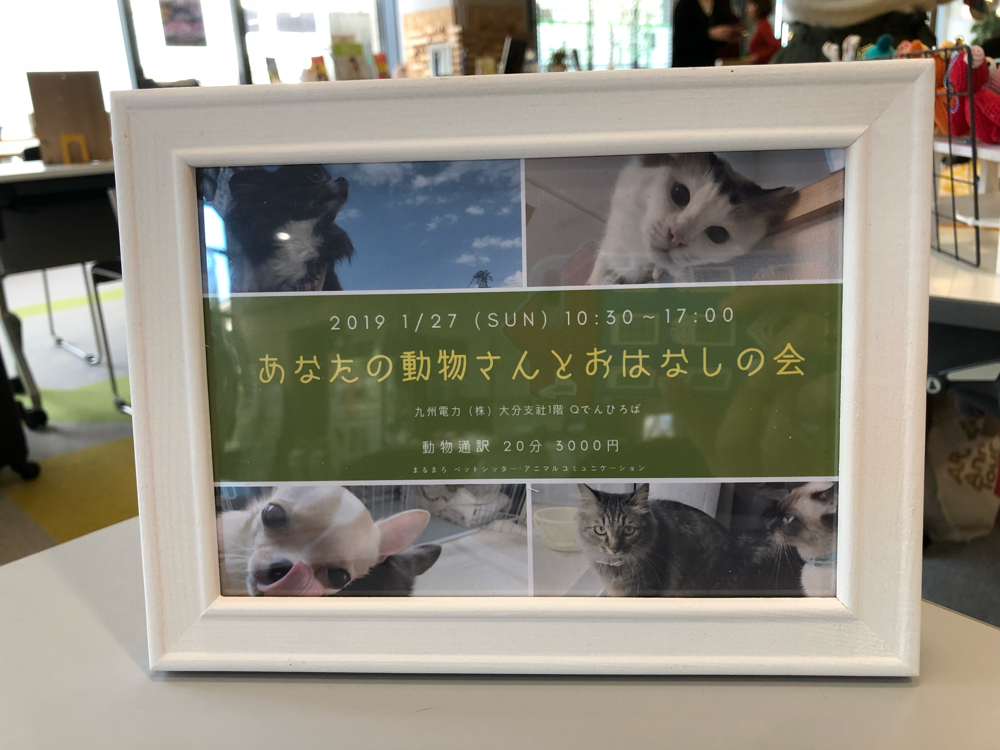 2019 1/27 (SUN) 10:30~17:00
あなたの動物さんとおはなしの会
九州電力（株）大分支社1階 Qでんひろば
動物通訳 20分 3000円
まるまろ ペットシッター･アニマルコミュニケーション